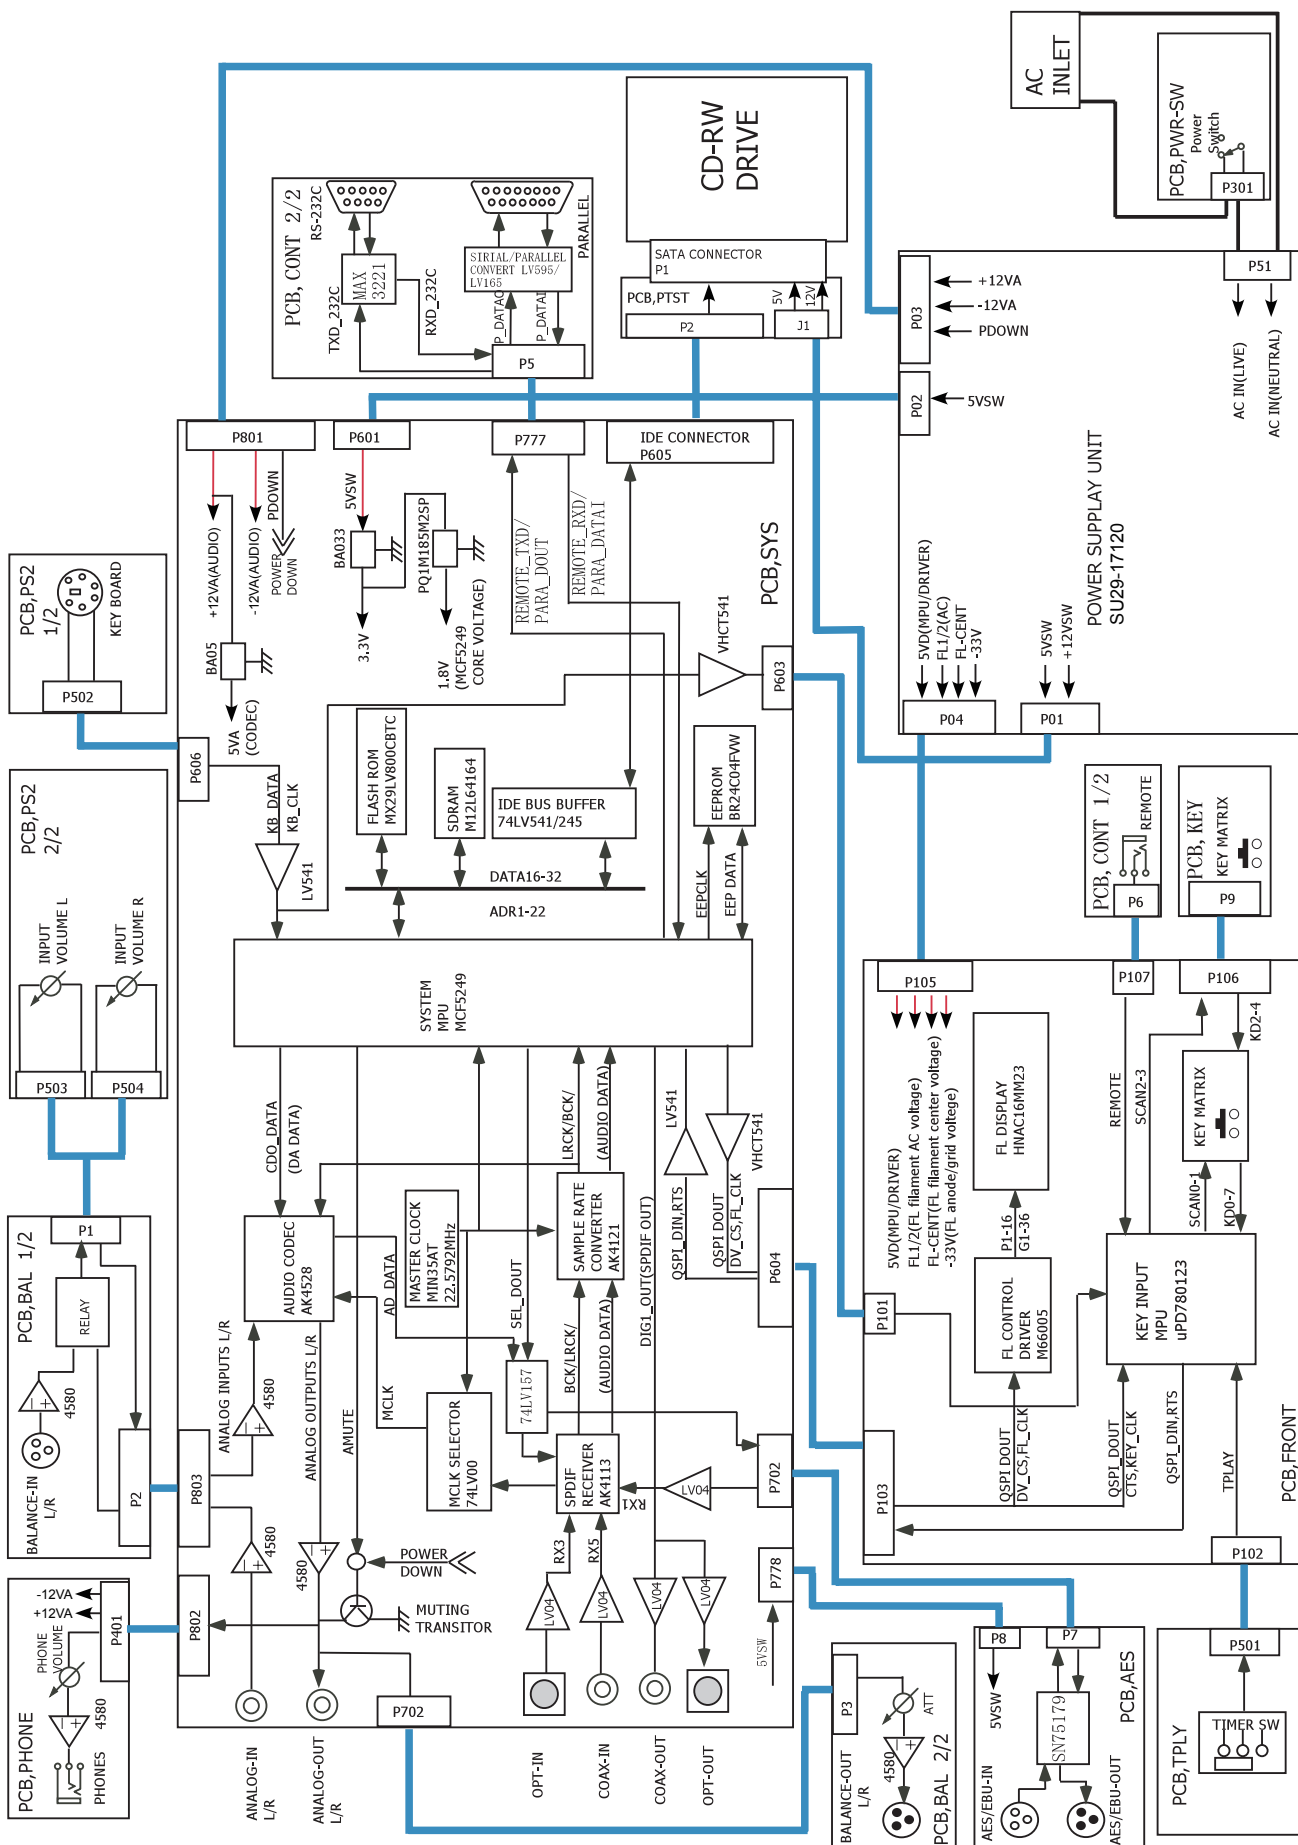 AC
INLET
PCB,PWR-SW
Power
Switch
P301
P51
AC IN(LIVE)
AC IN(NEUTRAL)
CD-RW
DRIVE
SATA CONNECTOR
P1
PCB,PTST
5V
12V
P2
J1
PCB, CONT 2/2
RS-232C
PARALLEL
MAX
3221
SIRIAL/PARALLEL
CONVERT LV595/
LV165
TXD_232C
RXD_232C
P_DATAO
P_DATAI
P5
P03
+12VA
-12VA
PDOWN
P02
5VSW
POWER SUPPLAY UNIT
SU29-17120
5VD(MPU/DRIVER)
FL1/2(AC)
FL-CENT
-33V
5VSW
+12VSW
P04
P01
P801
P601
P777
IDE CONNECTOR
P605
+12VA(AUDIO)
-12VA(AUDIO)
PDOWN
POWER
DOWN
5VSW
BA033
PQ1M185M2SP
3.3V
1.8V
(MCF5249
CORE VOLTAGE)
REMOTE_TXD/
PARA_DOUT
REMOTE_RXD/
PARA_DATAI
PCB,SYS
VHCT541
P603
BA05
5VA
(CODEC)
PCB,PS2
1/2
KEY BOARD
P502
P606
KB_DATA
KB_CLK
LV541
FLASH ROM
MX29LV800CBTC
SDRAM
M12L64164
IDE BUS BUFFER
74LV541/245
EEPROM
BR24C04FVW
DATA16-32
ADR1-22
EEPCLK
EEP DATA
PCB,PS2
2/2
INPUT
VOLUME L
INPUT
VOLUME R
P503
P504
SYSTEM
MPU
MCF5249
CDO_DATA
(DA DATA)
LRCK/BCK/
(AUDIO DATA)
LV541
VHCT541
QSPI_DIN,RTS
QSPI DOUT
DV_CS,FL_CLK
P604
AUDIO CODEC
AK4528
AD_DATA
MASTER CLOCK
MIN35AT
22.5792MHz
SAMPLE RATE
CONVERTER
AK4121
SEL_DOUT
DIG1_OUT(SPDIF OUT)
BCK/LRCK/
(AUDIO DATA)
MCLK
74LV157
MCLK SELECTOR
74LV00
SPDIF
RECEIVER
AK4113
RX1
LV04
P702
RX3
RX5
LV04
LV04
LV04
LV04
P778
5VSW
PCB,BAL 1/2
P1
RELAY
4580
BALANCE-IN
L/R
P2
P803
ANALOG INPUTS L/R
4580
ANALOG OUTPUTS L/R
AMUTE
4580
4580
POWER
DOWN
MUTING
TRANSITOR
P802
P702
PCB,PHONE
-12VA
+12VA
P401
PHONE
VOLUME
4580
PHONES
ANALOG-IN
L/R
ANALOG-OUT
L/R
OPT-IN
COAX-IN
COAX-OUT
OPT-OUT
P3
ATT
4580
BALANCE-OUT
L/R
PCB,BAL 2/2
P8
P7
5VSW
SN75179
PCB,AES
AES/EBU-IN
AES/EBU-OUT
P501
TIMER SW
PCB,TPLY
PCB, CONT 1/2
REMOTE
P6
PCB, KEY
KEY MATRIX
P9
P105
P107
P106
5VD(MPU/DRIVER)
FL1/2(FL filament AC voltage)
FL-CENT(FL filament center voltage)
-33V(FL anode/grid voltege)
FL DISPLAY
HNAC16MM23
P1-16
G1-36
FL CONTROL
DRIVER
M66005
REMOTE
SCAN2-3
KD2-4
KEY MATRIX
SCAN0-1
KD0-7
KEY INPUT
MPU
uPD780123
P101
P103
QSPI DOUT
DV_CS,FL_CLK
QSPI_DOUT
CTS,KEY_CLK
QSPI_DIN,RTS
TPLAY
P102
PCB,FRONT